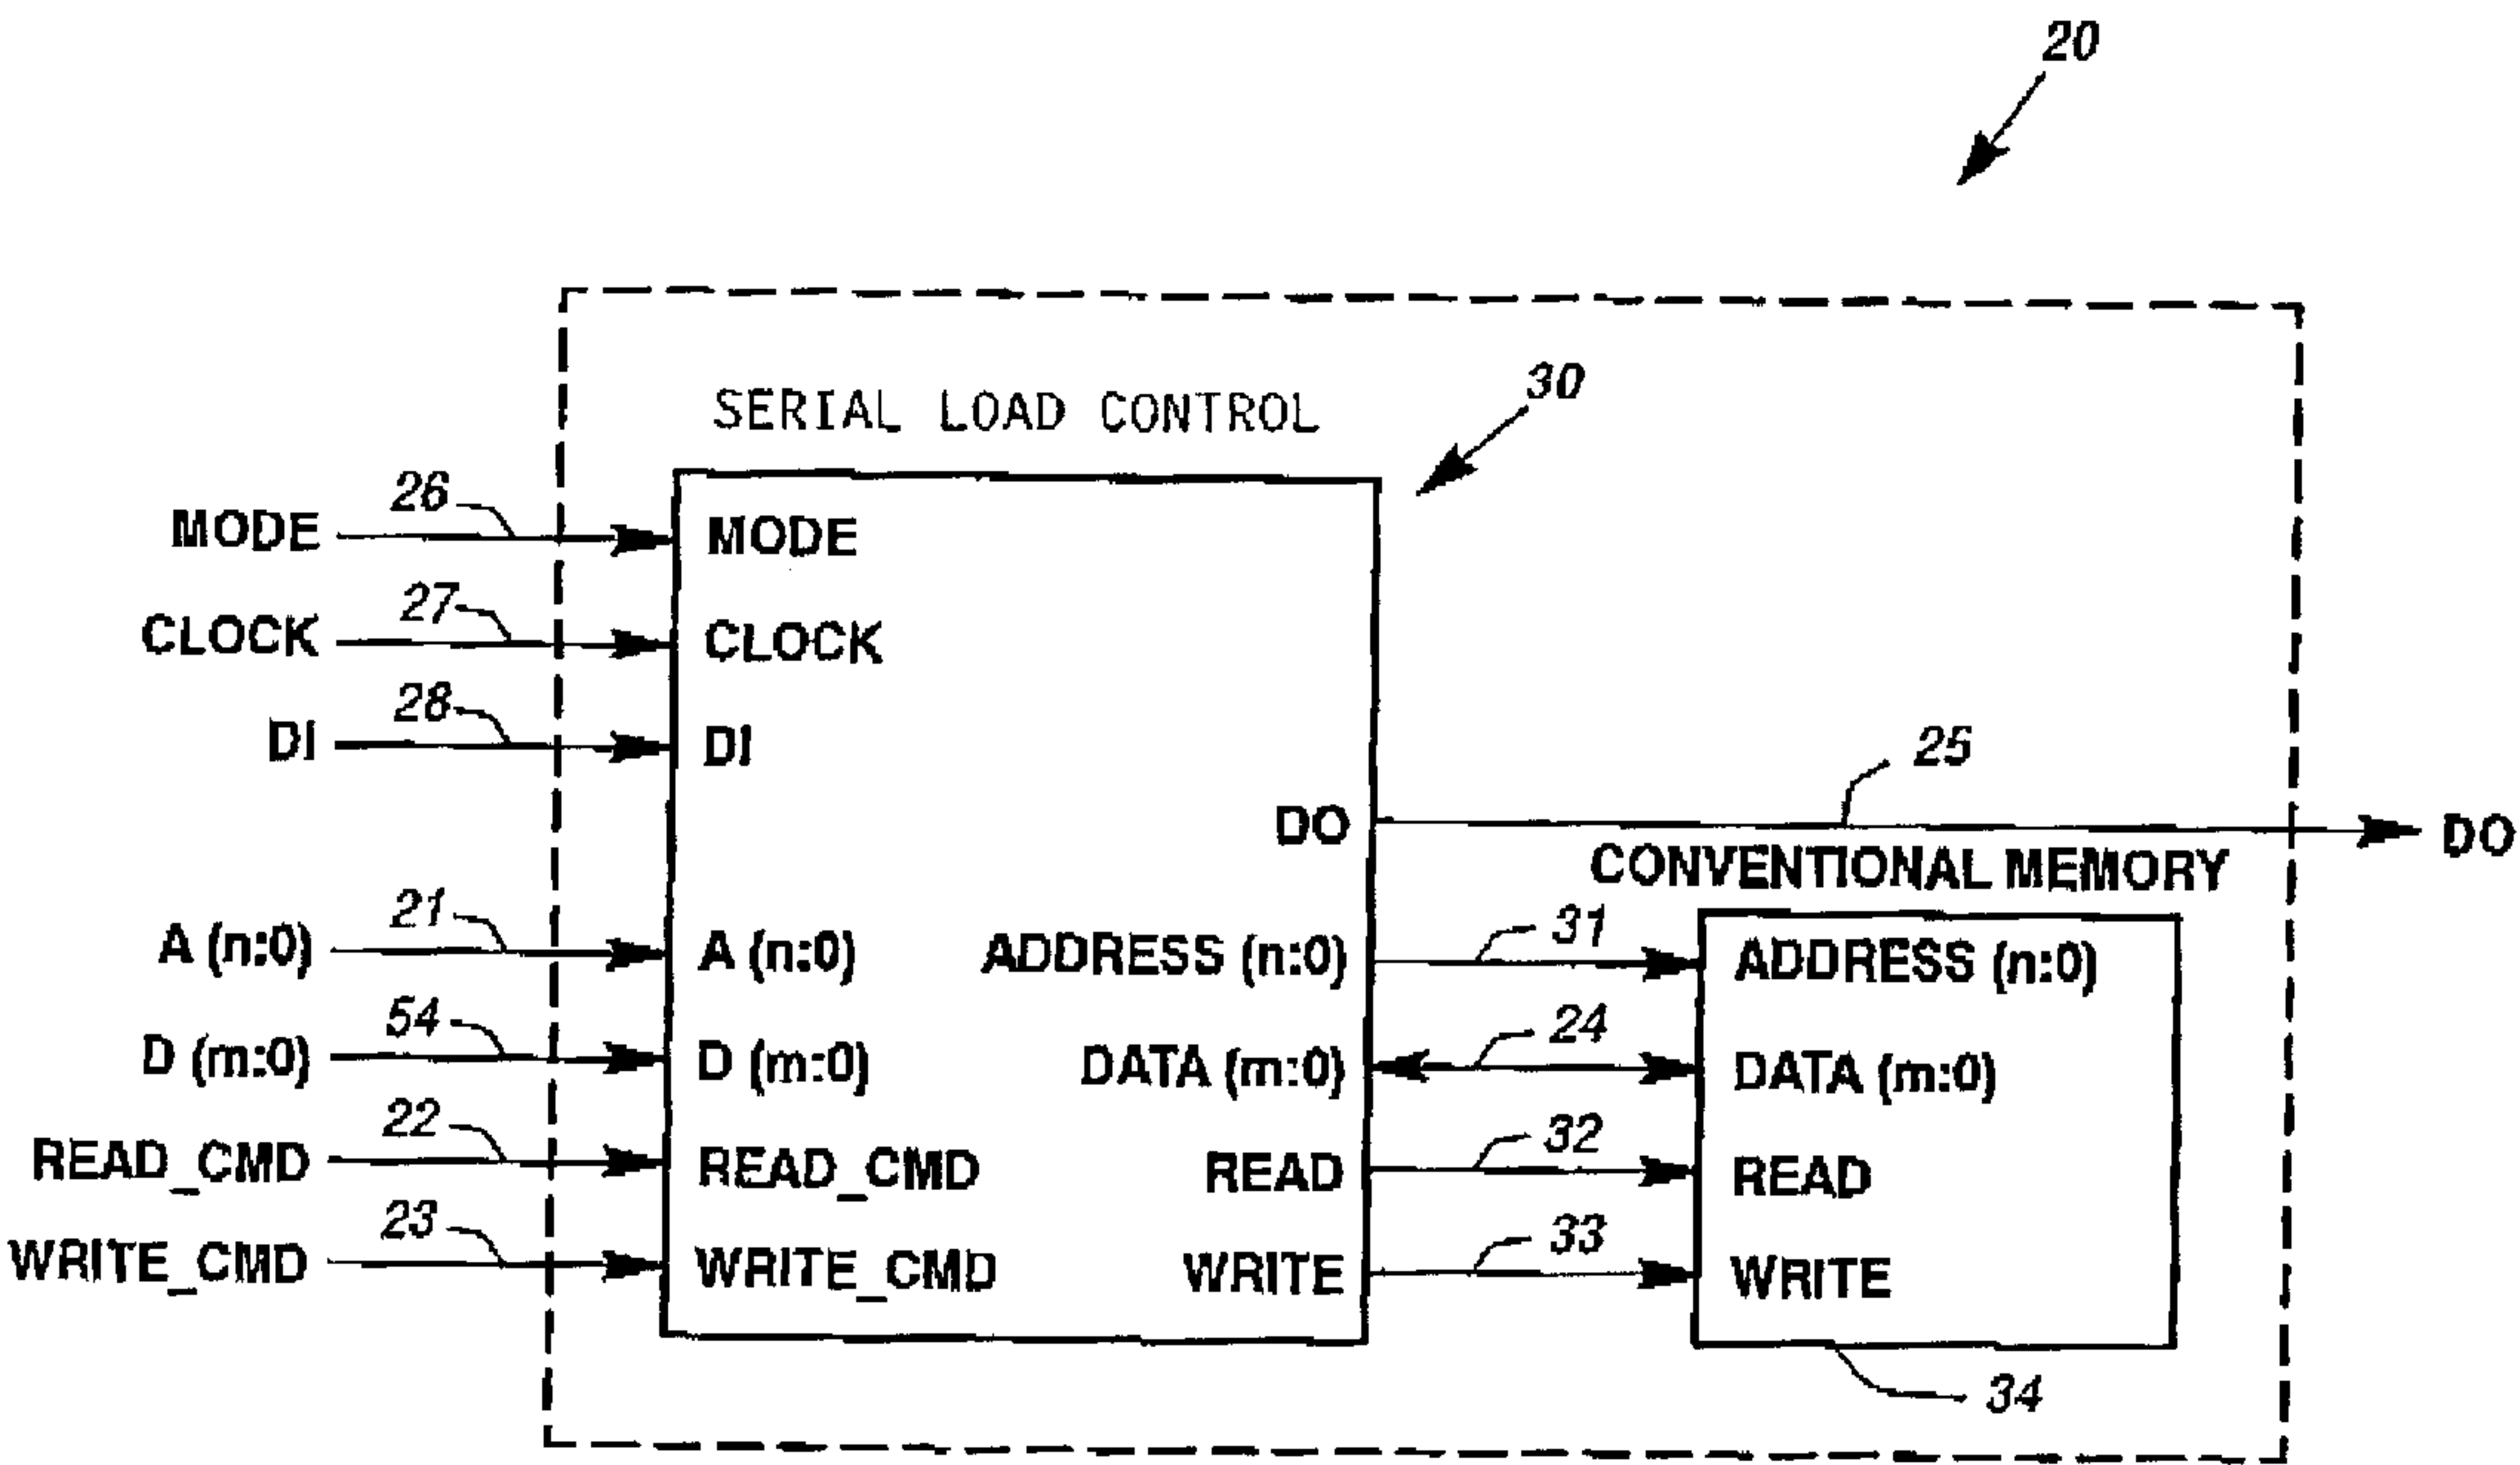 20
SERIAL LOAD CONTROL
30
MODE 26 MODE
CLOCK 27 CLOCK
DI 28 DI
25
DO DO
CONVENTIONAL MEMORY
A (n:0) 21 A (n:0) ADDRESS (n:0) 31 ADDRESS (n:0)
D (m:0) 54 D (m:0) DATA (m:0) 24 DATA (m:0)
READ_CMD 22 READ_CMD READ 32 READ
WRITE_CMD 23 WRITE_CMD WRITE 33 WRITE
34